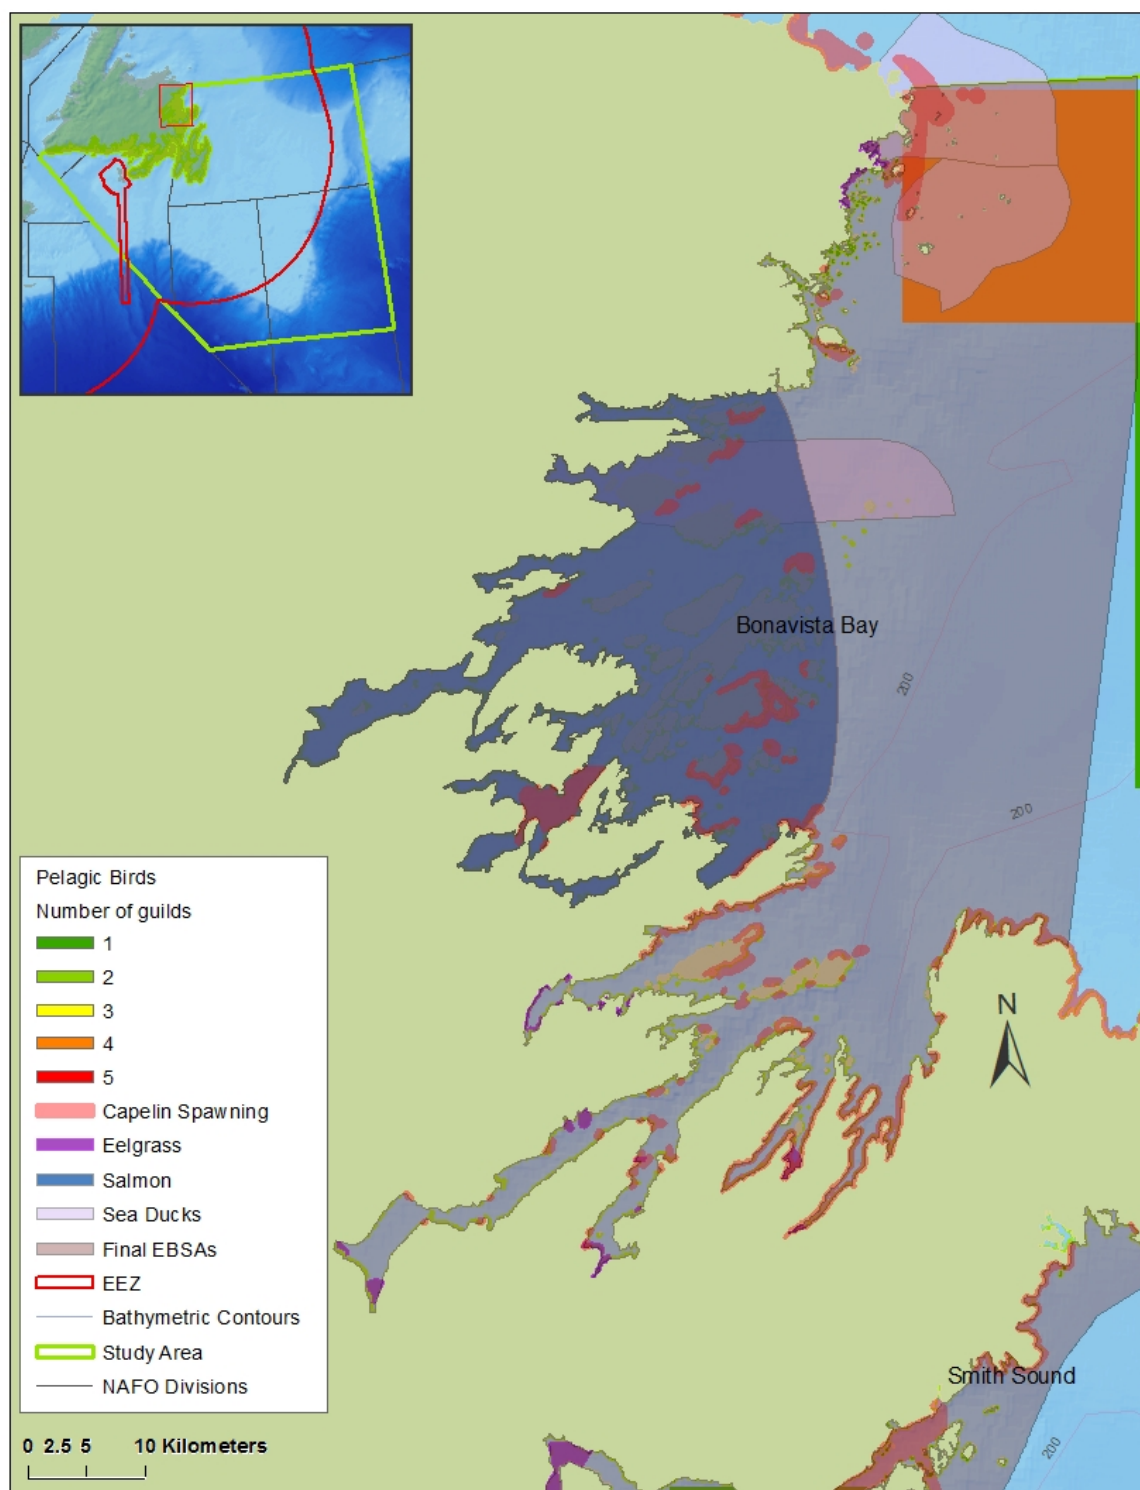 Bonavista Bay
200
200
N
Pelagic Birds
Number of guilds
1
2
3
4
5
Capelin Spawning
Eelgrass
Salmon
Sea Ducks
Final EBSAs
EEZ
Bathymetric Contours
Study Area
NAFO Divisions
Smith Sound
200
0 2.5 5 10 Kilometers